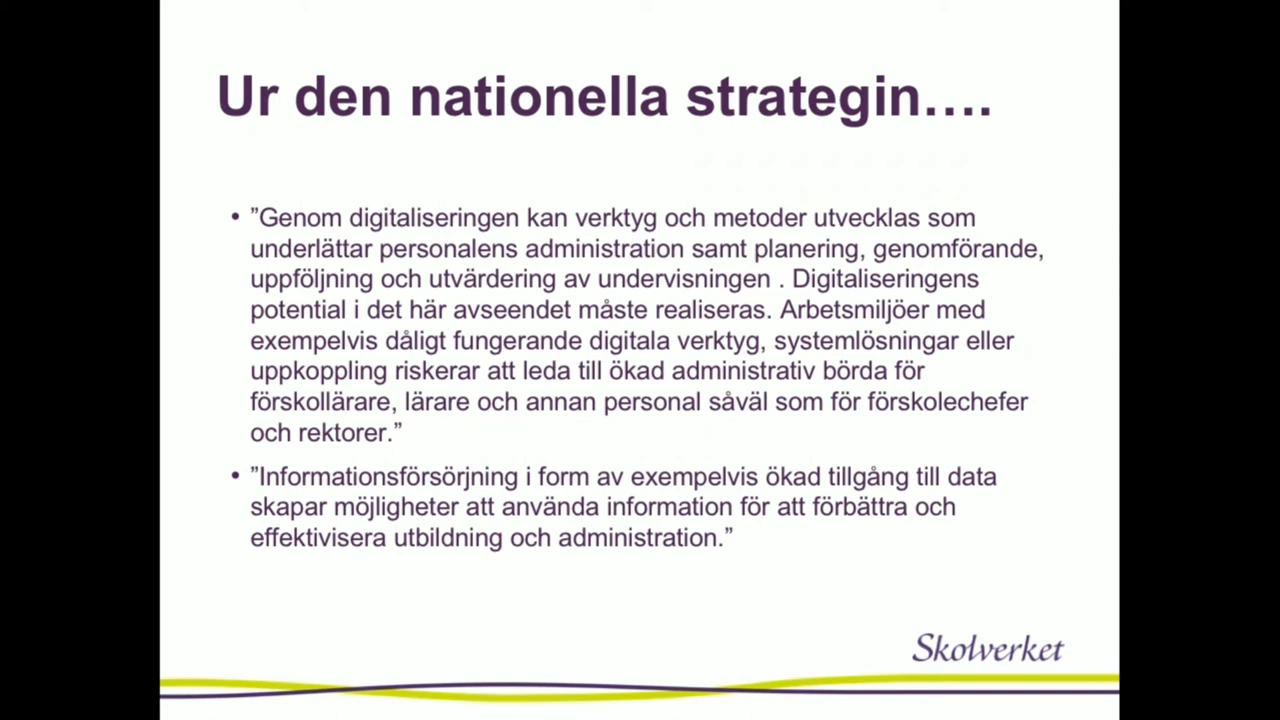 Ur den nationella strategin….
• ”Genom digitaliseringen kan verktyg och metoder utvecklas som
underlättar personalens administration samt planering, genomförande,
uppföljning och utvärdering av undervisningen . Digitaliseringens
potential i det här avseendet måste realiseras. Arbetsmiljöer med
exempelvis dåligt fungerande digitala verktyg, systemlösningar eller
uppkoppling riskerar att leda till ökad administrativ börda för
förskollärare, lärare och annan personal såväl som för förskolechefer
och rektorer.”
• ”Informationsförsörjning i form av exempelvis ökad tillgång till data
skapar möjligheter att använda information för att förbättra och
effektivisera utbildning och administration.”
Skolverket